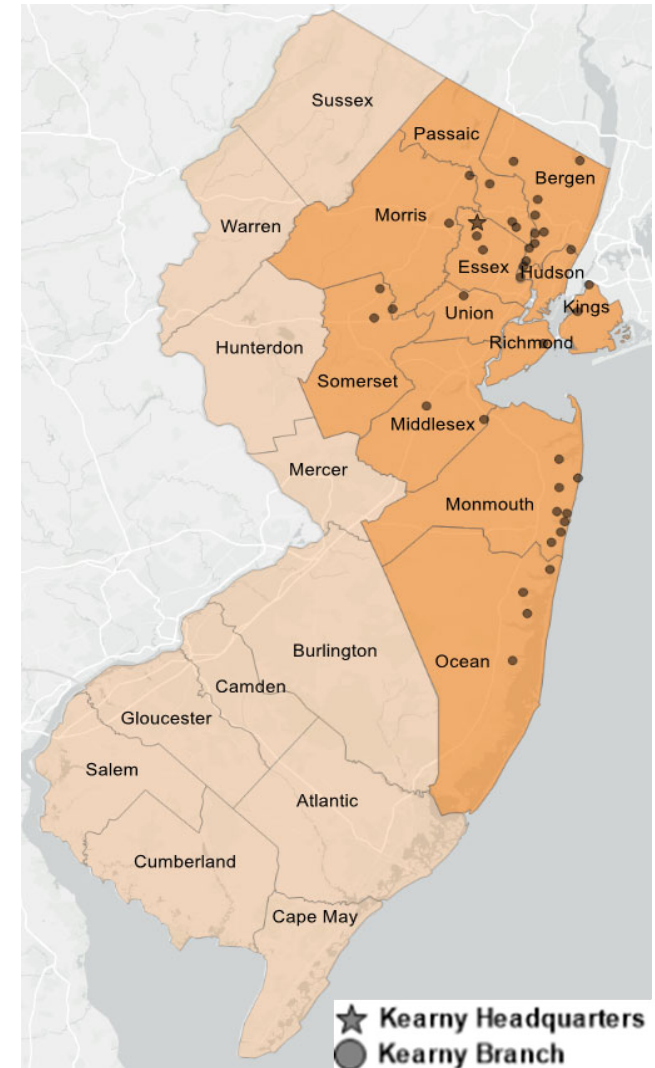 Sussex
Passaic
Bergen
Morris
Warren
Essex
Hudson
Kings
Union
Richmond
Hunterdon
Somerset
Middlesex
Mercer
Monmouth
Burlington
Ocean
Camden
Gloucester
Salem
Atlantic
Cumberland
Cape May
Kearny Headquarters
Kearny Branch